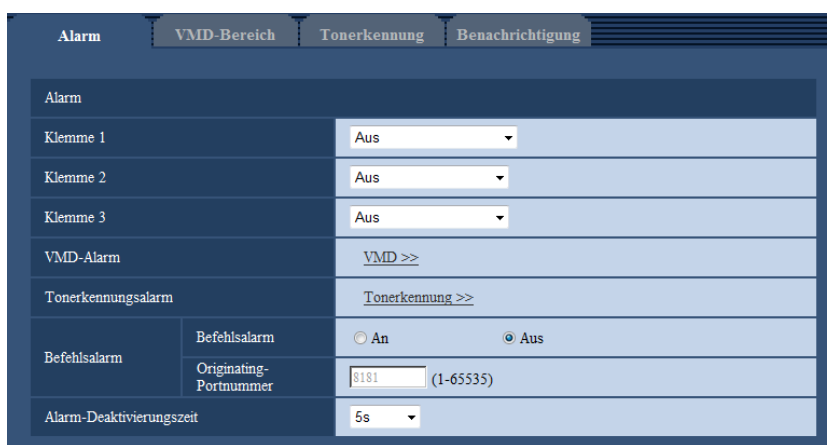 Alarm VMD-Bereich Tonerkennung Benachrichtigung
Alarm
Klemme 1 Aus
Klemme 2 Aus
Klemme 3 Aus
VMD-Alarm VMD >>
Tonerkennungsalarm Tonerkennung >>
Befehlsalarm
Befehlsalarm An Aus
Originating-
Portnummer
8181 (1-65535)
Alarm-Deaktivierungszeit 5s